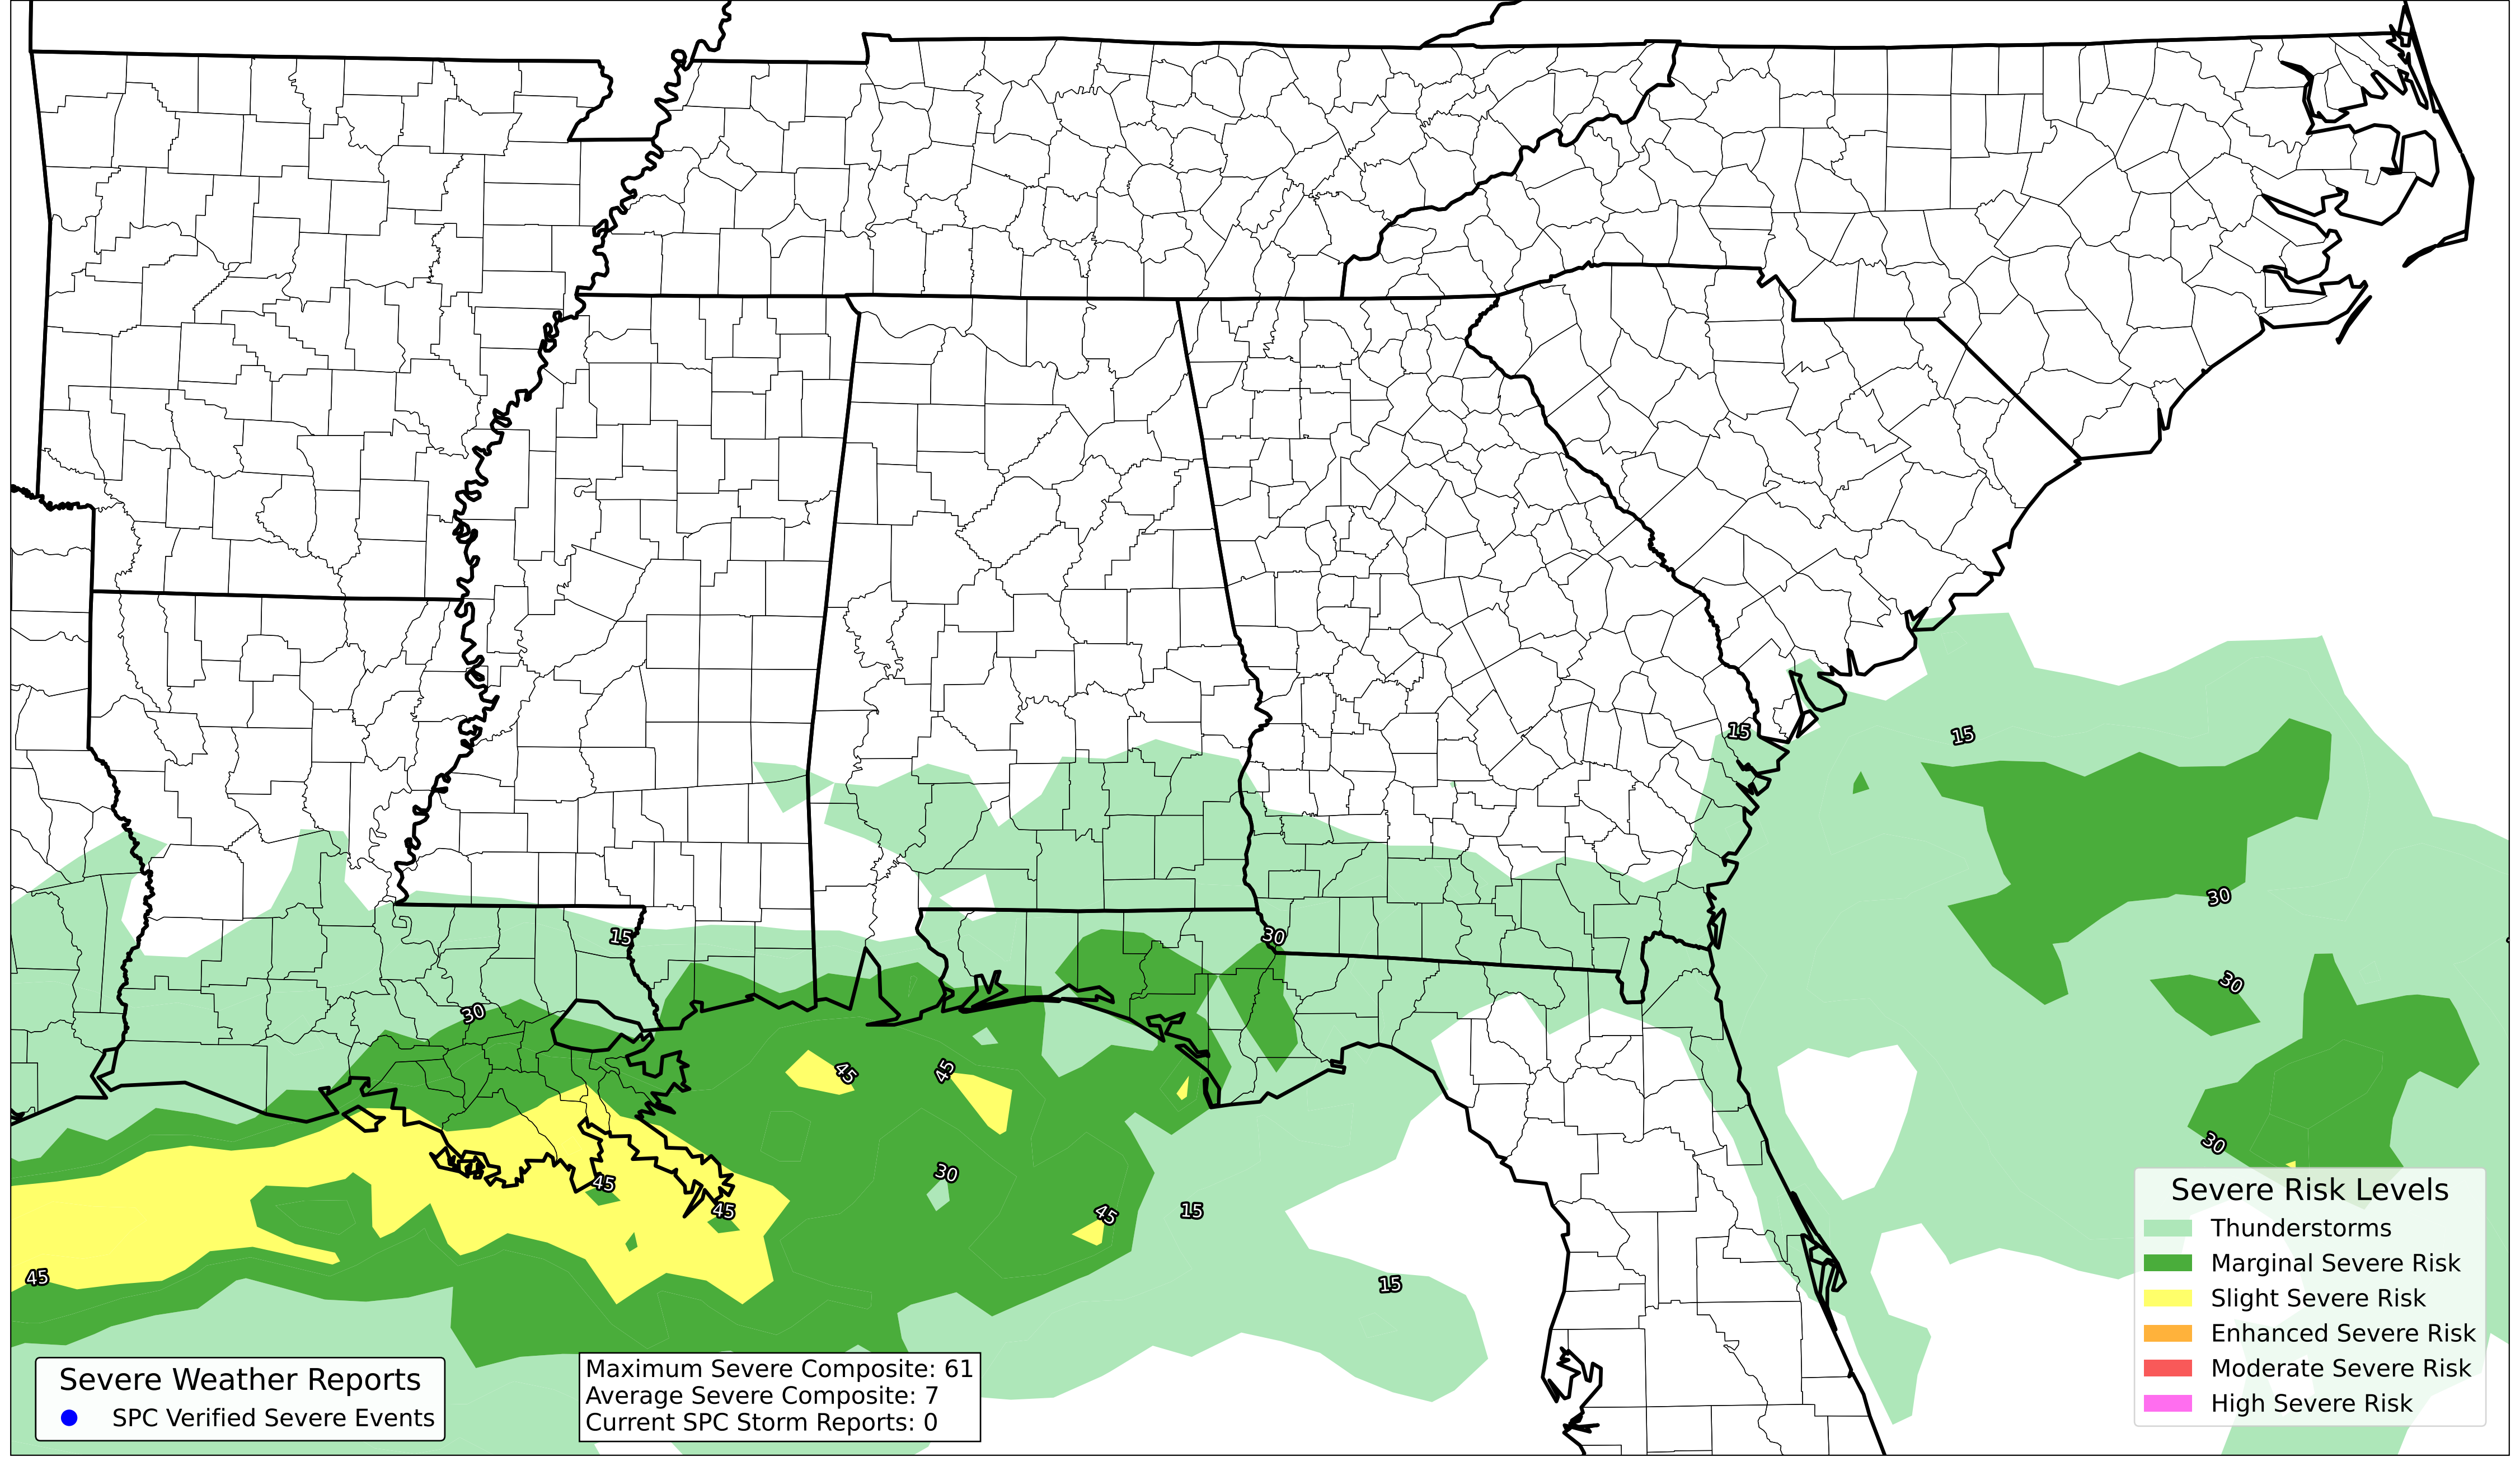 15
15
30
15
30
30
30
45
45
30
30
45
45
45
15
45
15
45
Severe Risk Levels
Thunderstorms
Marginal Severe Risk
Slight Severe Risk
Enhanced Severe Risk
Moderate Severe Risk
High Severe Risk
Severe Weather Reports
SPC Verified Severe Events
Maximum Severe Composite: 61
Average Severe Composite: 7
Current SPC Storm Reports: 0